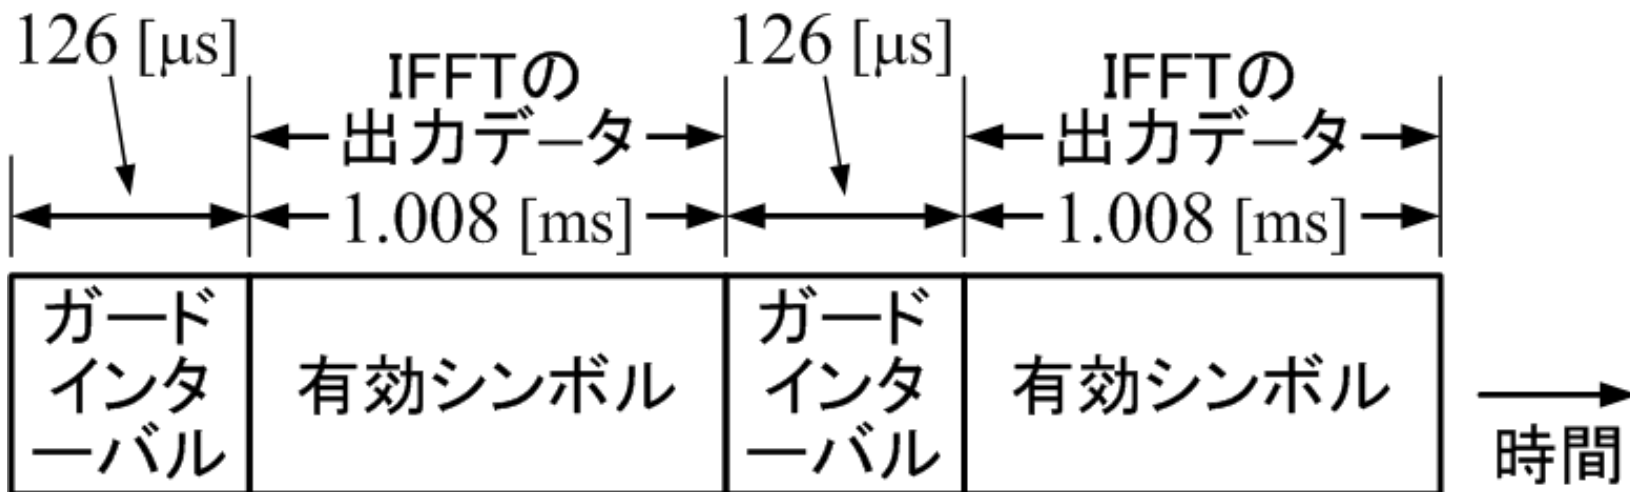 126 [μs]
IFFTの
出力データ
1.008 [ms]
126 [μs]
IFFTの
出力データ
1.008 [ms]
ガード
インタ
ーバル
有効シンボル
ガード
インタ
ーバル
有効シンボル
時間